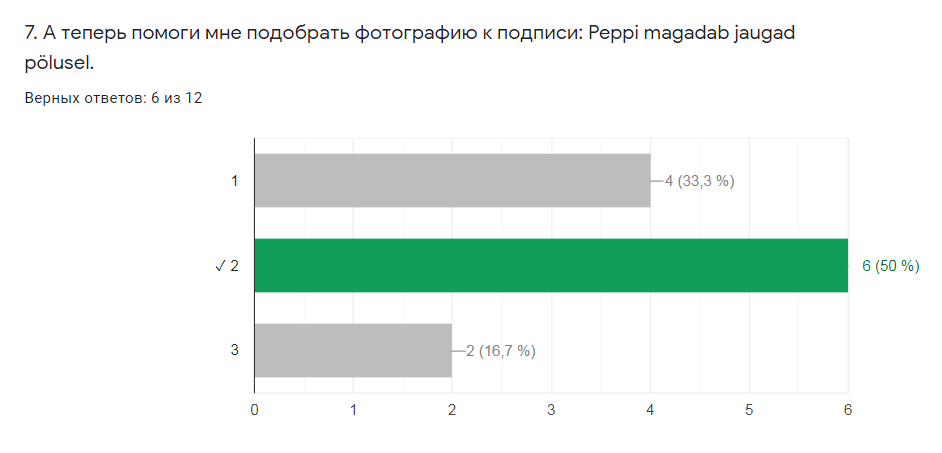 7. А теперь помоги мне подобрать фотографию к подписи: Peppi magadab jaugad
pölusel.
Верных ответов: 6 из 12
1
4 (33,3 %)
✓ 2
6 (50 %)
3
2 (16,7 %)
0 1 2 3 4 5 6